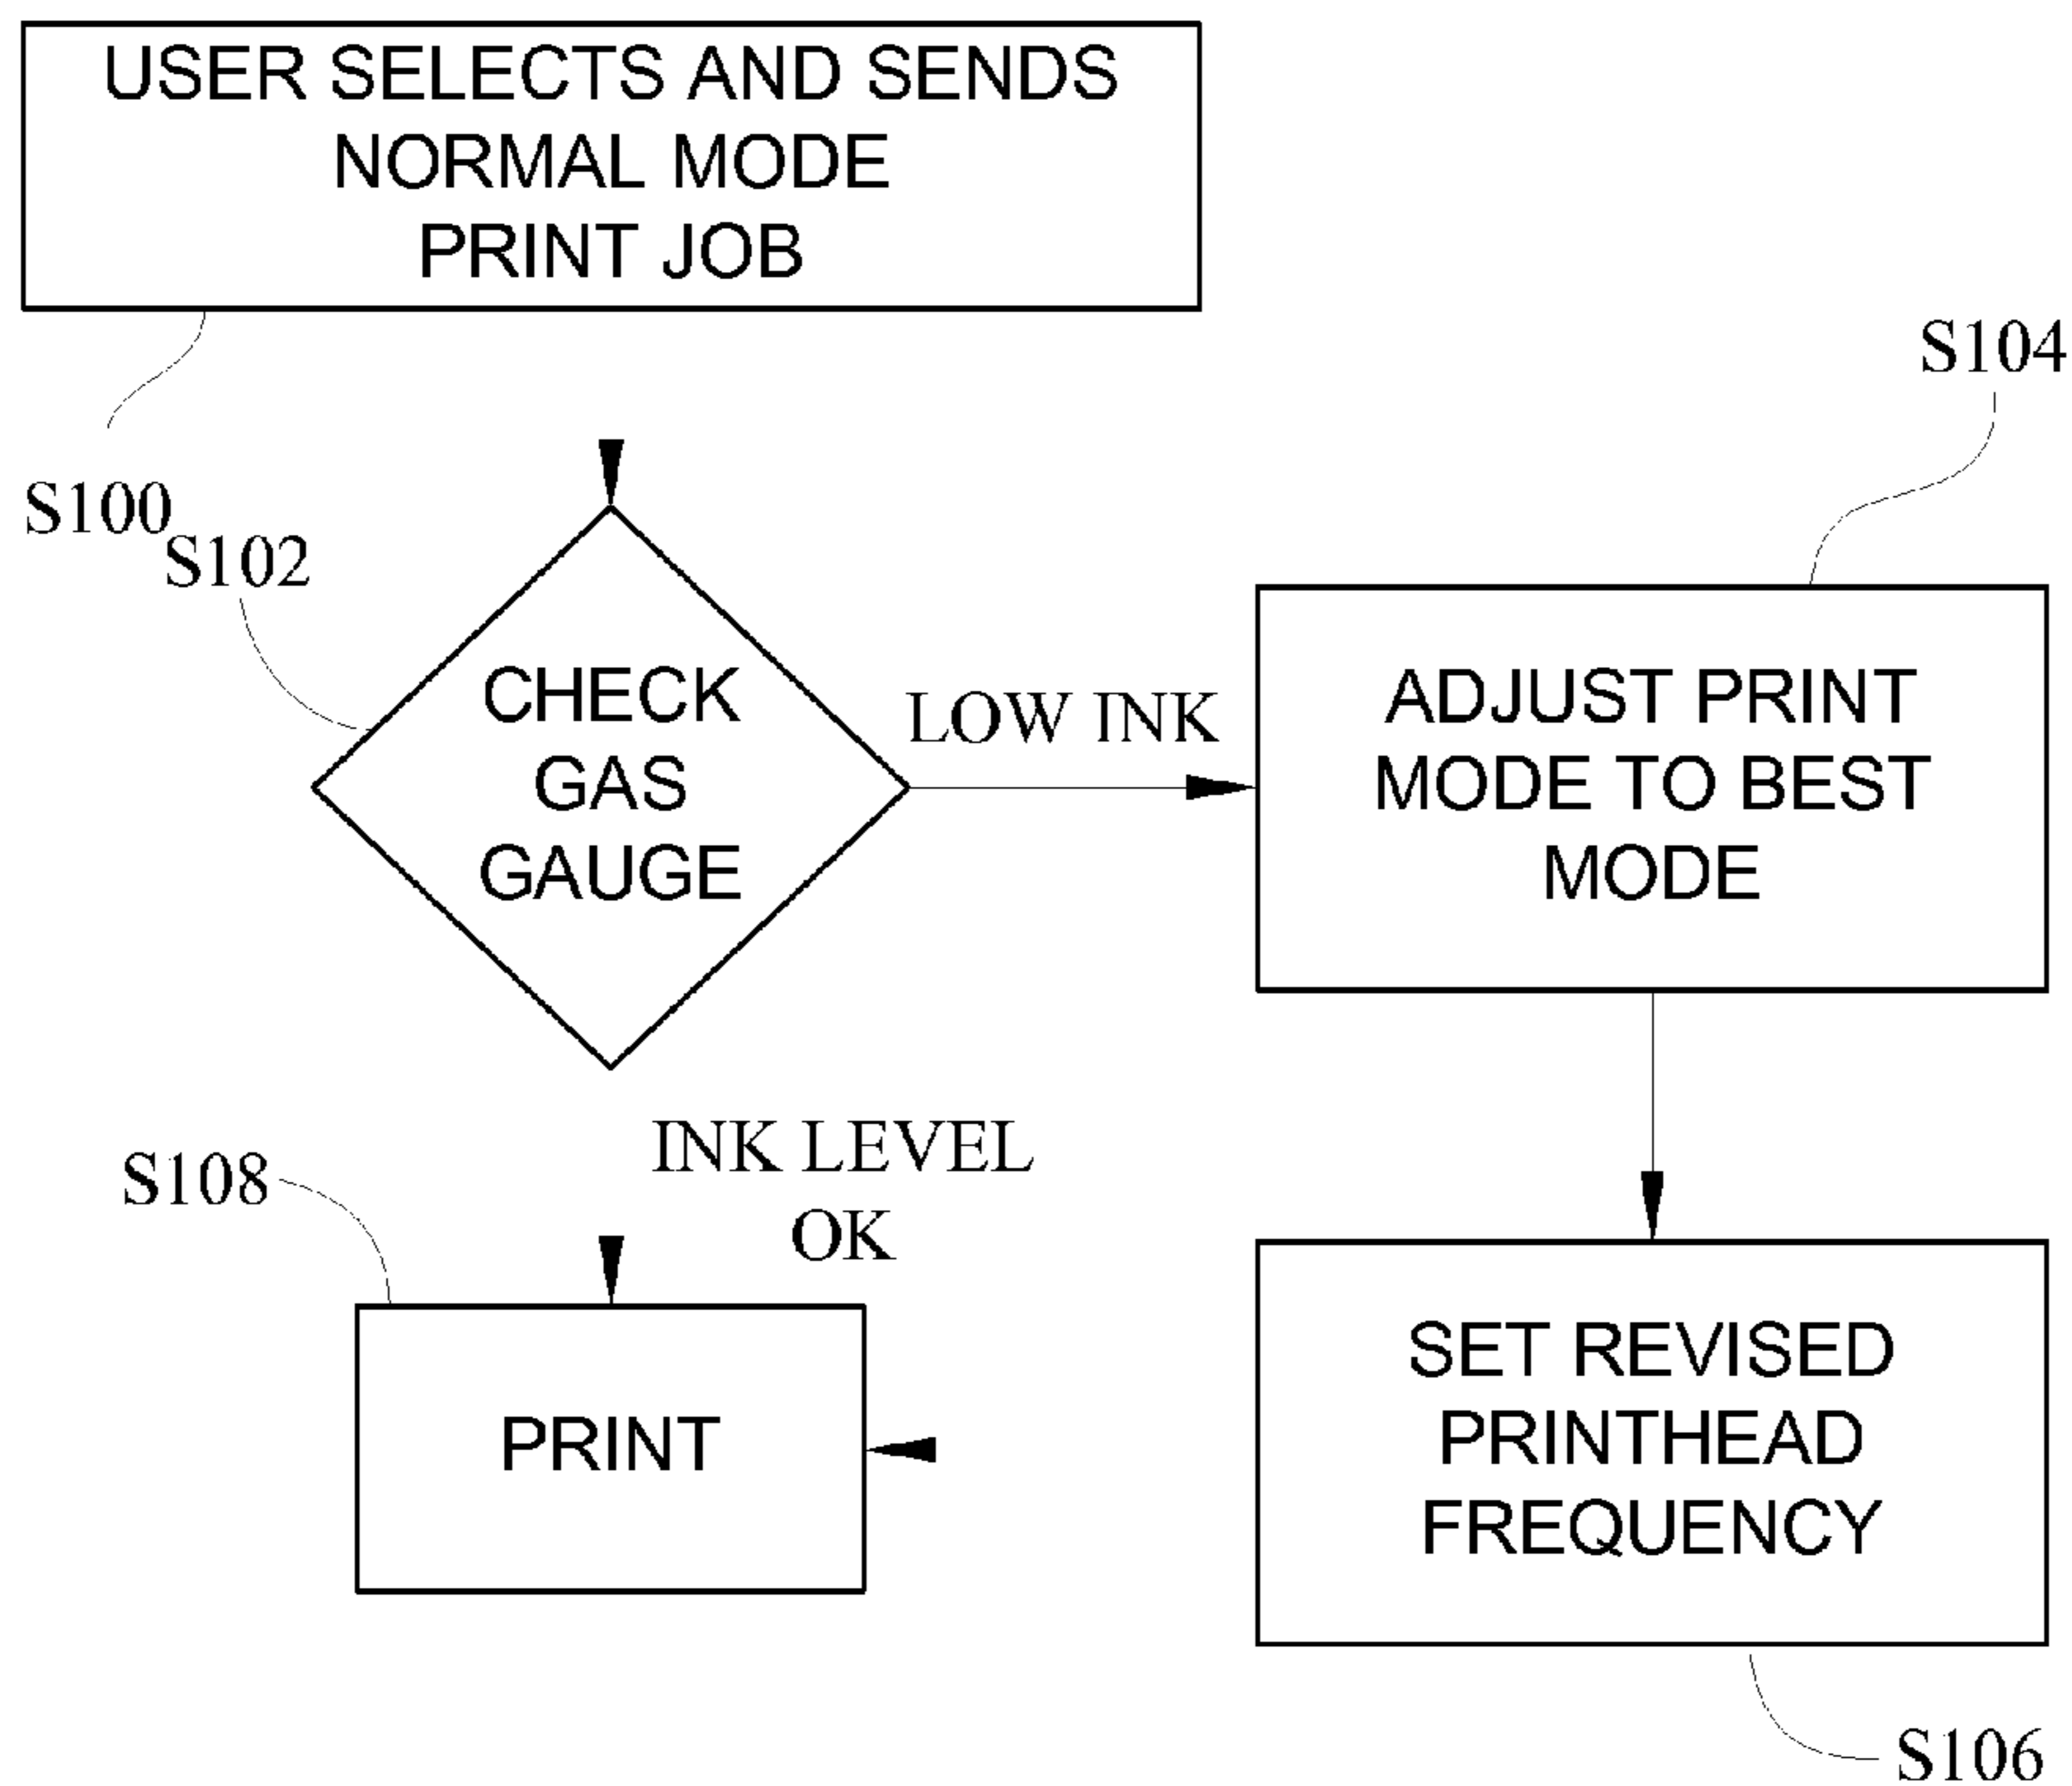 USER SELECTS AND SENDS
NORMAL MODE
PRINT JOB
S100
S102
CHECK
GAS
GAUGE
LOW INK
S104
ADJUST PRINT
MODE TO BEST
MODE
INK LEVEL
OK
S108
PRINT
SET REVISED
PRINTHEAD
FREQUENCY
S106